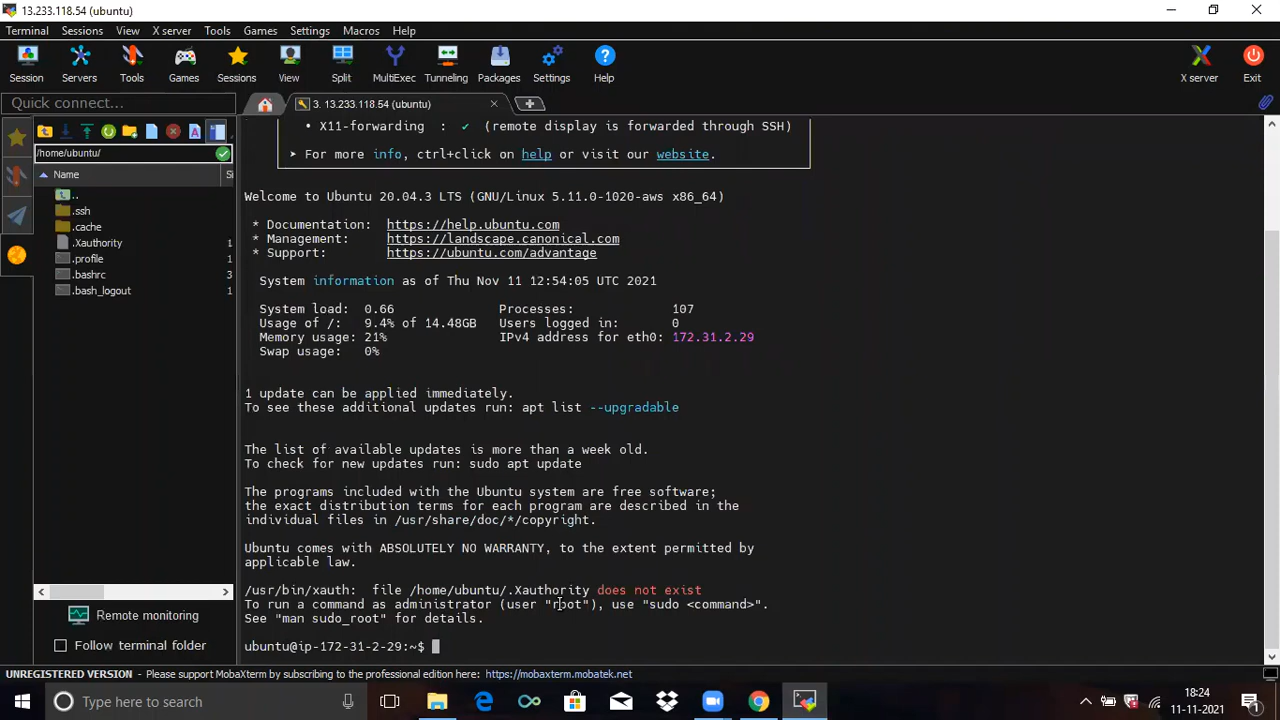 13.233.118.54 (ubuntu)
Terminal Sessions View X server Tools Games Settings Macros Help
Session Servers Tools Games Sessions View Split MultiExec Tunneling Packages Settings Help X server Exit
Quick connect...
3. 13.233.118.54 (ubuntu)
/home/ubuntu/
Name Si
..
.ssh
.cache
.Xauthority 1
.profile 1
.bashrc 3
.bash_logout 1
Remote monitoring
Follow terminal folder
• X11-forwarding : ✔ (remote display is forwarded through SSH)
➤ For more info, ctrl+click on help or visit our website.
Welcome to Ubuntu 20.04.3 LTS (GNU/Linux 5.11.0-1020-aws x86_64)
* Documentation: https://help.ubuntu.com
* Management: https://landscape.canonical.com
* Support: https://ubuntu.com/advantage
System information as of Thu Nov 11 12:54:05 UTC 2021
System load: 0.66 Processes: 107
Usage of /: 9.4% of 14.48GB Users logged in: 0
Memory usage: 21% IPv4 address for eth0: 172.31.2.29
Swap usage: 0%
1 update can be applied immediately.
To see these additional updates run: apt list --upgradable
The list of available updates is more than a week old.
To check for new updates run: sudo apt update
The programs included with the Ubuntu system are free software;
the exact distribution terms for each program are described in the
individual files in /usr/share/doc/*/copyright.
Ubuntu comes with ABSOLUTELY NO WARRANTY, to the extent permitted by
applicable law.
/usr/bin/xauth: file /home/ubuntu/.Xauthority does not exist
To run a command as administrator (user "root"), use "sudo <command>".
See "man sudo_root" for details.
ubuntu@ip-172-31-2-29:~$
UNREGISTERED VERSION - Please support MobaXterm by subscribing to the professional edition here: https://mobaxterm.mobatek.net
Type here to search
18:24
11-11-2021
1